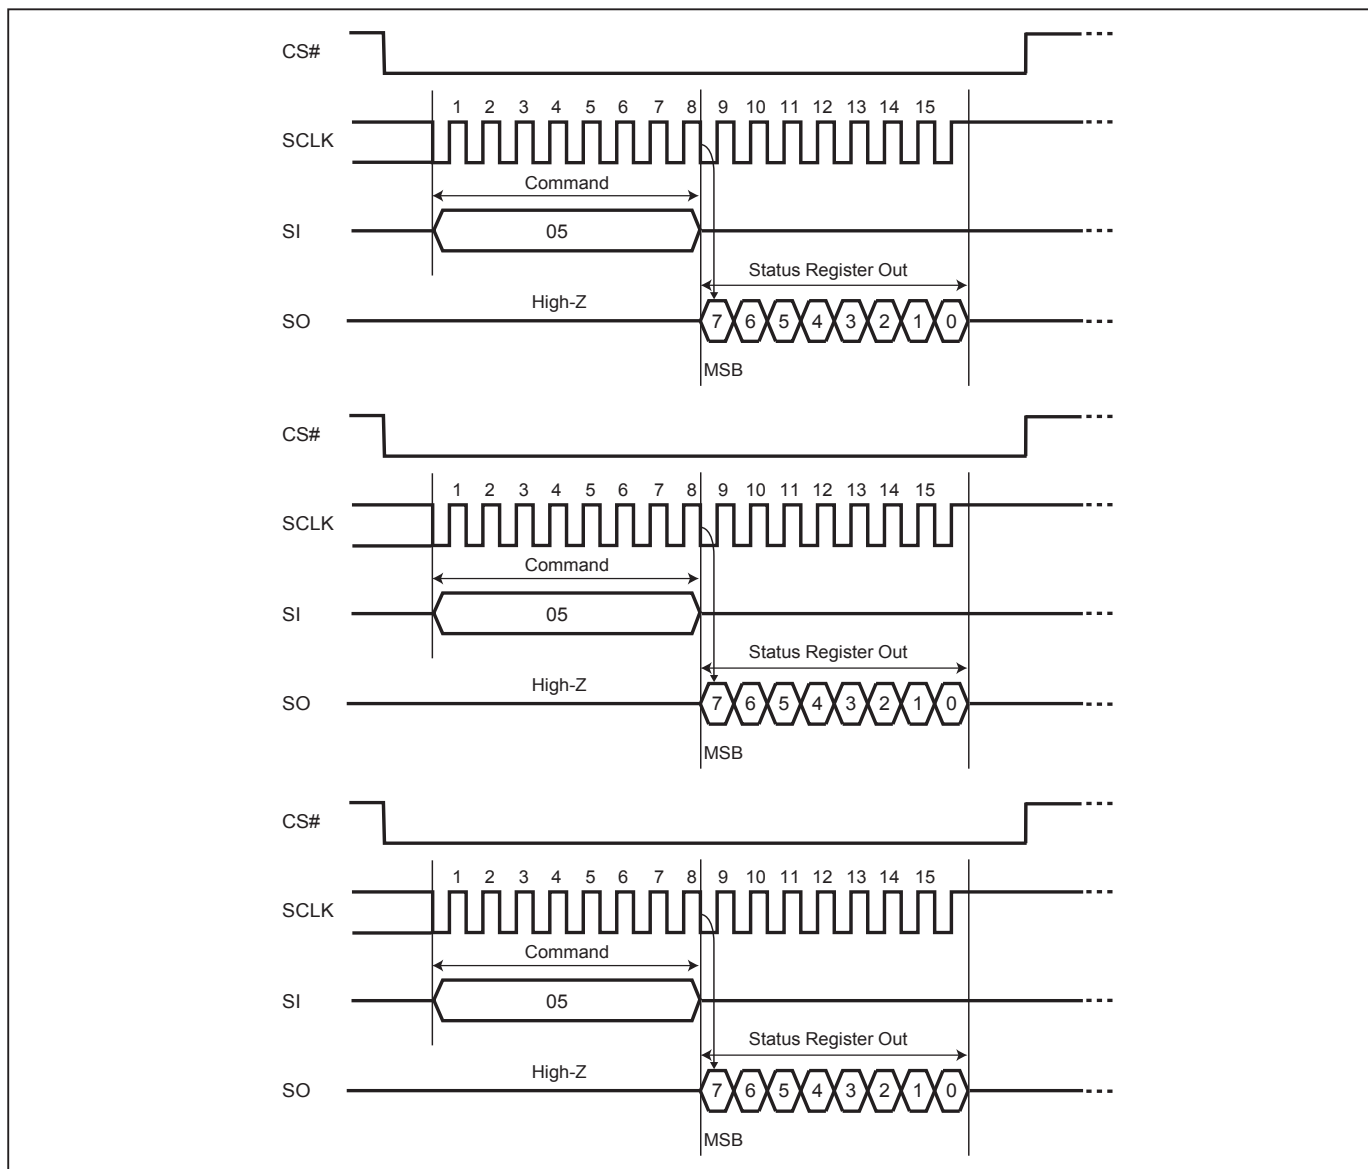 CS#
1 2 3 4 5 6 7 8 9 10 11 12 13 14 15
SCLK
Command
SI 05
Status Register Out
High-Z
SO 7 6 5 4 3 2 1 0
MSB
CS#
1 2 3 4 5 6 7 8 9 10 11 12 13 14 15
SCLK
Command
SI 05
Status Register Out
High-Z
SO 7 6 5 4 3 2 1 0
MSB
CS#
1 2 3 4 5 6 7 8 9 10 11 12 13 14 15
SCLK
Command
SI 05
Status Register Out
High-Z
SO 7 6 5 4 3 2 1 0
MSB